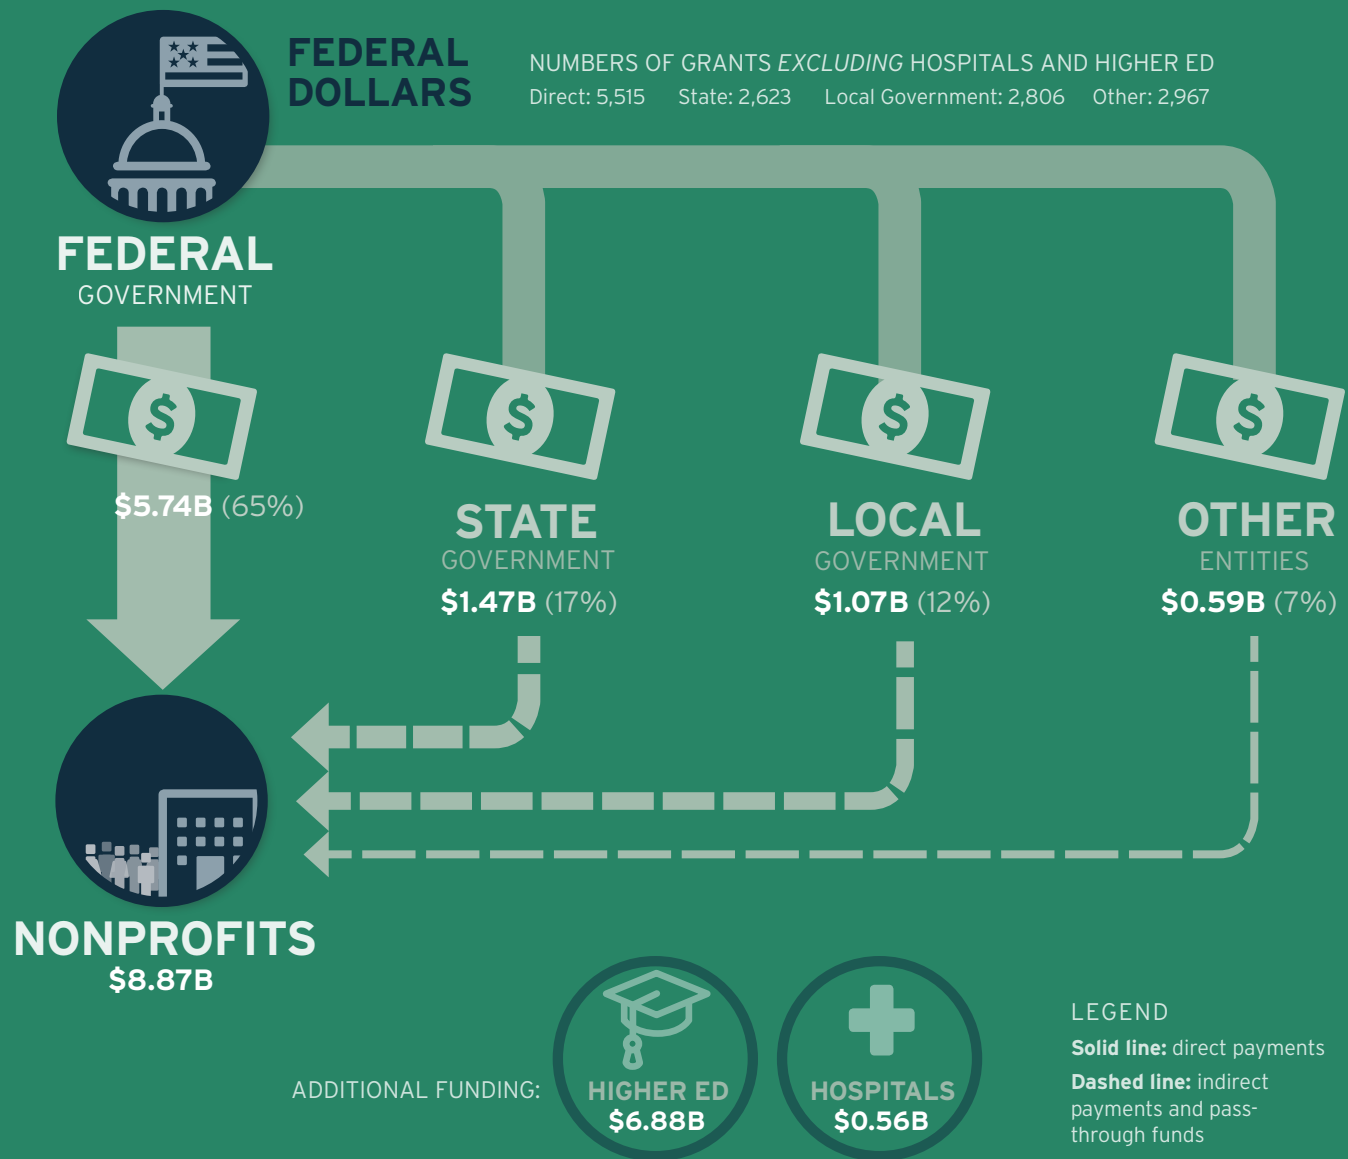 FEDERAL
DOLLARS
NUMBERS OF GRANTS EXCLUDING HOSPITALS AND HIGHER ED
Direct: 5,515 State: 2,623 Local Government: 2,806 Other: 2,967
FEDERAL
GOVERNMENT
$
$
$
$
$5.74B (65%)
STATE
GOVERNMENT
$1.47B (17%)
LOCAL
GOVERNMENT
$1.07B (12%)
OTHER
ENTITIES
$0.59B (7%)
NONPROFITS
$8.87B
ADDITIONAL FUNDING:
HIGHER ED
$6.88B
HOSPITALS
$0.56B
LEGEND
Solid line: direct payments
Dashed line: indirect
payments and pass-
through funds